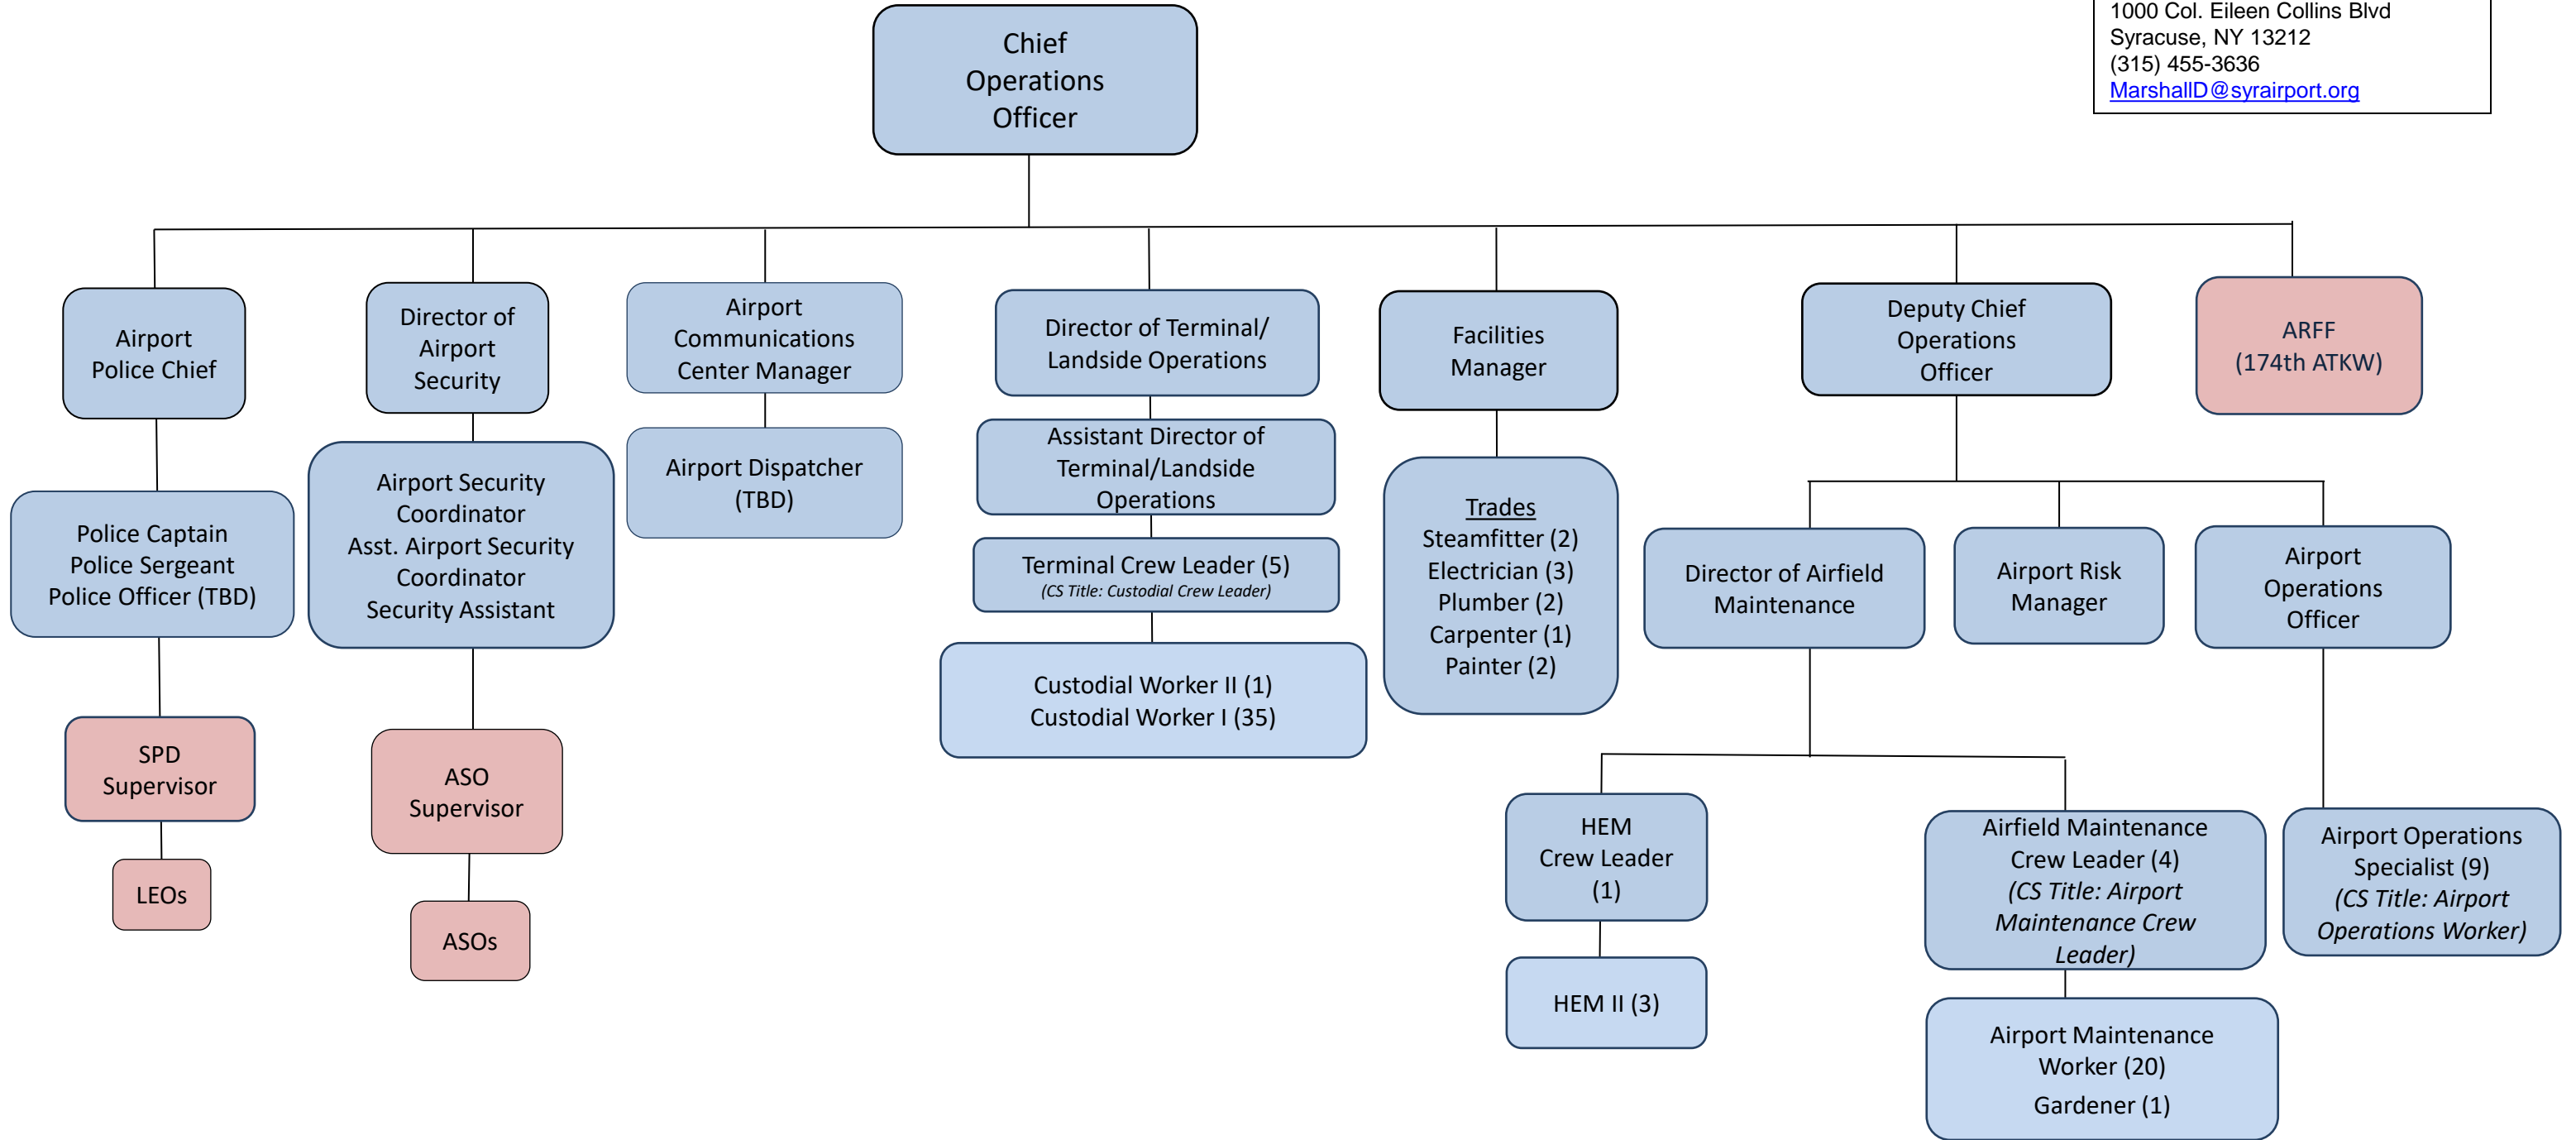 1000 Col. Eileen Collins Blvd
Syracuse, NY 13212
(315) 455-3636
MarshallD@syrairport.org
Chief
Operations
Officer
Airport
Police Chief
Director of
Airport
Security
Airport
Communications
Center Manager
Director of Terminal/
Landside Operations
Facilities
Manager
Deputy Chief
Operations
Officer
ARFF
(174th ATKW)
Police Captain
Police Sergeant
Police Officer (TBD)
Airport Security
Coordinator
Asst. Airport Security
Coordinator
Security Assistant
Airport Dispatcher
(TBD)
Assistant Director of
Terminal/Landside
Operations
Terminal Crew Leader (5)
(CS Title: Custodial Crew Leader)
Custodial Worker II (1)
Custodial Worker I (35)
Trades
Steamfitter (2)
Electrician (3)
Plumber (2)
Carpenter (1)
Painter (2)
Director of Airfield
Maintenance
Airport Risk
Manager
Airport
Operations
Officer
SPD
Supervisor
LEOs
ASO
Supervisor
ASOs
HEM
Crew Leader
(1)
HEM II (3)
Airfield Maintenance
Crew Leader (4)
(CS Title: Airport
Maintenance Crew
Leader)
Airport Maintenance
Worker (20)
Gardener (1)
Airport Operations
Specialist (9)
(CS Title: Airport
Operations Worker)